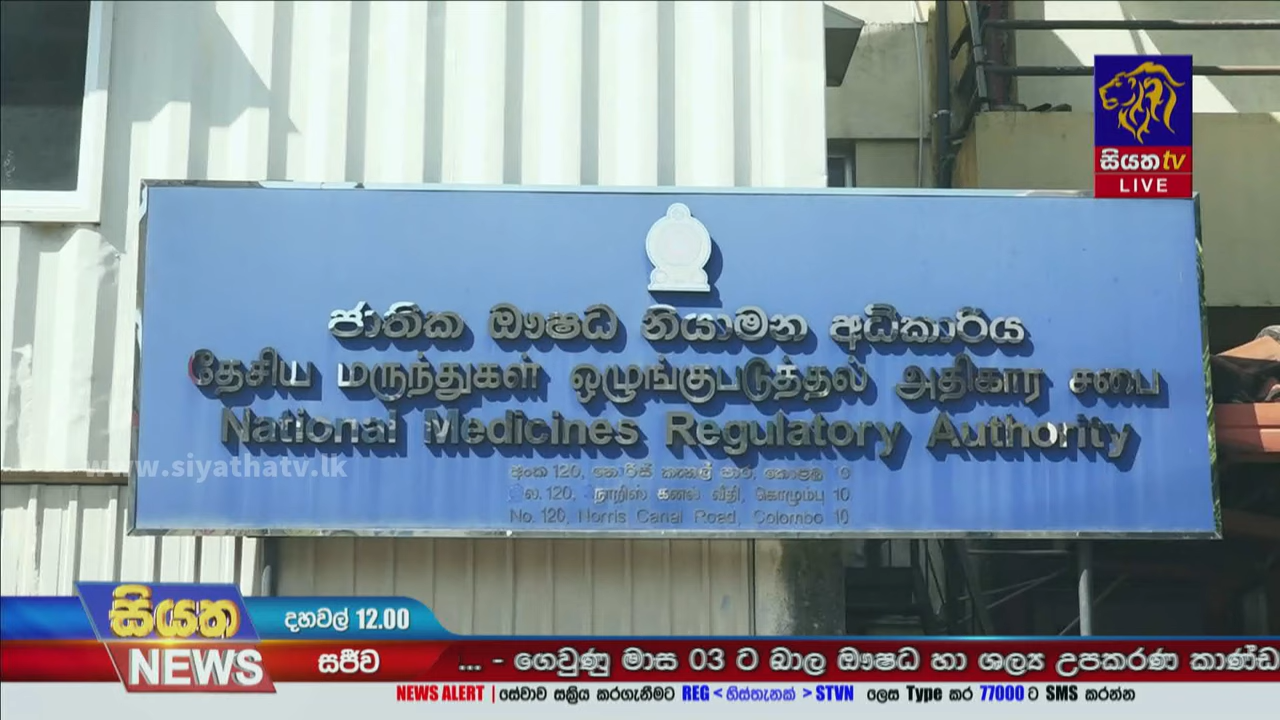 සියත tv
LIVE
ජාතික ඖෂධ නියාමන අධිකාරිය
தேசிய மருந்துகள் ஒழுங்குபடுத்தல் அதிகார சபை
National Medicines Regulatory Authority
www.siyathatv.lk
අංක 120, නොරිස් කැනල් පාර, කොළඹ 10
இல. 120, நொரிஸ் கனல் வீதி, கொழும்பு 10
No. 120, Norris Canal Road, Colombo 10
සියත
NEWS
දහවල් 12.00
සජීව
... - ගෙවුණු මාස 03 ට බාල ඖෂධ හා ශල්‍ය උපකරණ කාණ්ඩ
NEWS ALERT | සේවාව සක්‍රිය කරගැනීමට REG < හිස්තැනක් > STVN ලෙස Type කර 77000 ට SMS කරන්න